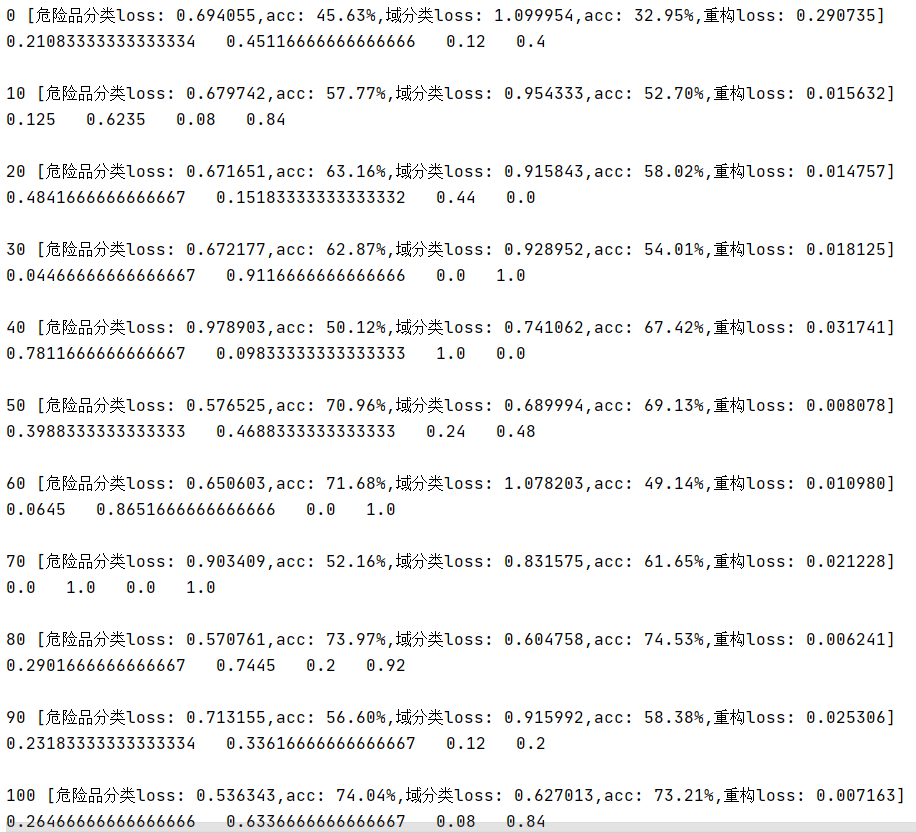 0 [危险品分类loss: 0.694055,acc: 45.63%,域分类loss: 1.099954,acc: 32.95%,重构loss: 0.290735]
0.21083333333333334   0.45116666666666666   0.12   0.4
10 [危险品分类loss: 0.679742,acc: 57.77%,域分类loss: 0.954333,acc: 52.70%,重构loss: 0.015632]
0.125   0.6235   0.08   0.84
20 [危险品分类loss: 0.671651,acc: 63.16%,域分类loss: 0.915843,acc: 58.02%,重构loss: 0.014757]
0.4841666666666667   0.15183333333333332   0.44   0.0
30 [危险品分类loss: 0.672177,acc: 62.87%,域分类loss: 0.928952,acc: 54.01%,重构loss: 0.018125]
0.04466666666666667   0.9116666666666666   0.0   1.0
40 [危险品分类loss: 0.978903,acc: 50.12%,域分类loss: 0.741062,acc: 67.42%,重构loss: 0.031741]
0.7811666666666667   0.09833333333333333   1.0   0.0
50 [危险品分类loss: 0.576525,acc: 70.96%,域分类loss: 0.689994,acc: 69.13%,重构loss: 0.008078]
0.3988333333333333   0.4688333333333333   0.24   0.48
60 [危险品分类loss: 0.650603,acc: 71.68%,域分类loss: 1.078203,acc: 49.14%,重构loss: 0.010980]
0.0645   0.8651666666666666   0.0   1.0
70 [危险品分类loss: 0.903409,acc: 52.16%,域分类loss: 0.831575,acc: 61.65%,重构loss: 0.021228]
0.0   1.0   0.0   1.0
80 [危险品分类loss: 0.570761,acc: 73.97%,域分类loss: 0.604758,acc: 74.53%,重构loss: 0.006241]
0.2901666666666667   0.7445   0.2   0.92
90 [危险品分类loss: 0.713155,acc: 56.60%,域分类loss: 0.915992,acc: 58.38%,重构loss: 0.025306]
0.23183333333333334   0.33616666666666667   0.12   0.2
100 [危险品分类loss: 0.536343,acc: 74.04%,域分类loss: 0.627013,acc: 73.21%,重构loss: 0.007163]
0.26466666666666666   0.6336666666666667   0.08   0.84